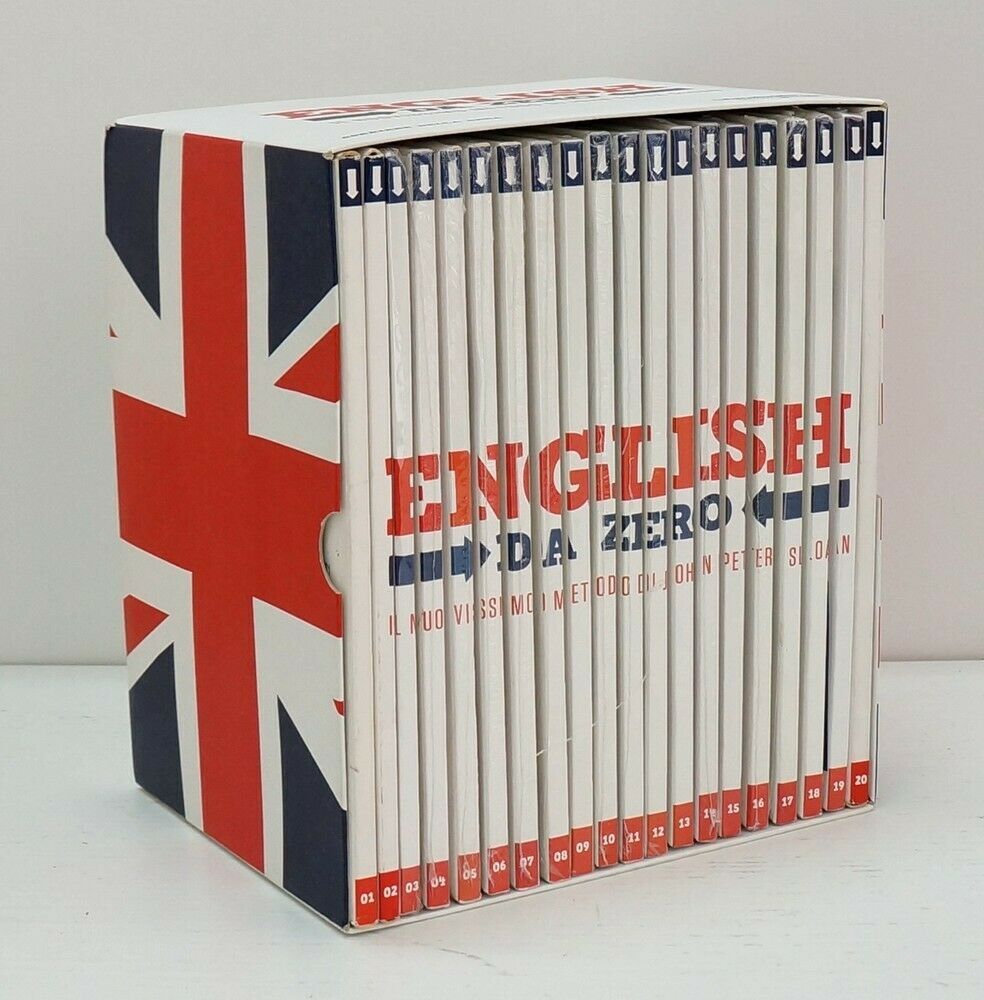 ENGLISH
ENGLISH
DA ZERO
IL NUOVISSIMO METODO DI JOHN PETER SLOAN
01 02 03 04 05 06 07 08 09 10 11 12 13 14 15 16 17 18 19 20